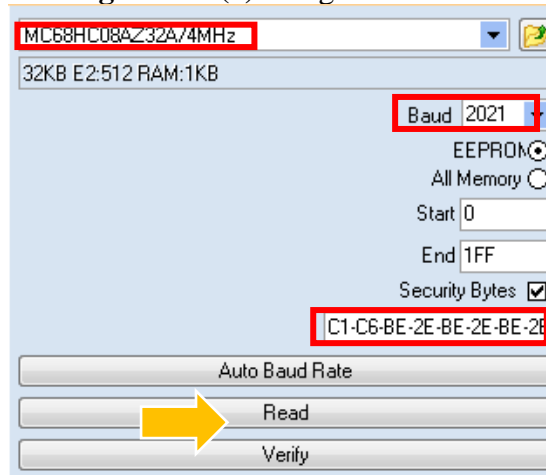 MC68HC08AZ32A/4MHz
32KB E2:512 RAM:1KB
Baud 2021
EEPROM
All Memory
Start 0
End 1FF
Security Bytes
C1-C6-BE-2E-BE-2E-BE-2E
Auto Baud Rate
Read
Verify